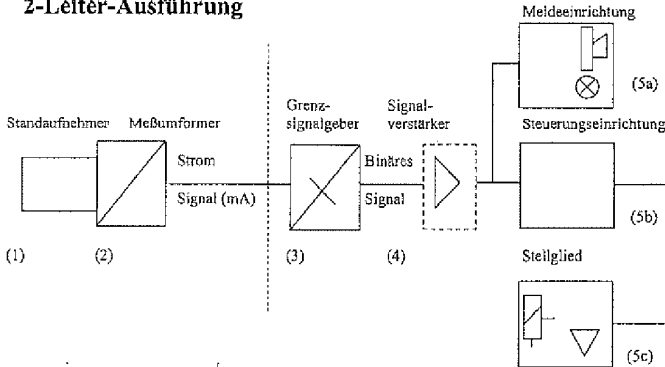 2-Leiter-Ausführung
Meldeeinrichtung
(5a)
Standaufnehmer
Meßumformer
Grenz-
signalgeber
Signal-
verstärker
Steuerungseinrichtung
Strom
Signal (mA)
Binäres
Signal
(1)
(2)
(3)
(4)
(5b)
Stellglied
(5c)